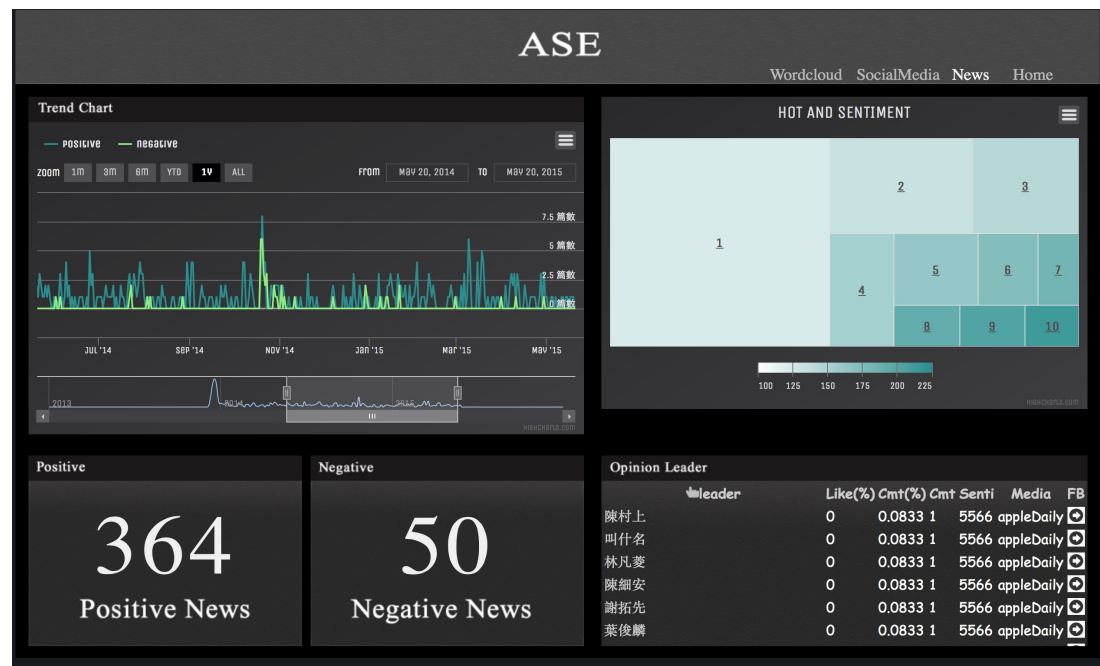 ASE
Wordcloud SocialMedia News Home
Trend Chart
positive negative
zoom 1m 3m 6m YTD 1y ALL From May 20, 2014 To May 20, 2015
7.5 篇數
5 篇數
2.5 篇數
0 篇數
Jul '14 Sep '14 Nov '14 Jan '15 Mar '15 May '15
2013 2014 2015
Highcharts.com
HOT AND SENTIMENT
1
2
3
4
5
6
7
8
9
10
100 125 150 175 200 225
Highcharts.com
Positive
364
Positive News
Negative
50
Negative News
Opinion Leader
leader Like(%) Cmt(%) Cmt Senti Media FB
陳村上 0 0.0833 1 5566 appleDaily
叫什名 0 0.0833 1 5566 appleDaily
林凡菱 0 0.0833 1 5566 appleDaily
陳細安 0 0.0833 1 5566 appleDaily
謝拓先 0 0.0833 1 5566 appleDaily
葉俊麟 0 0.0833 1 5566 appleDaily